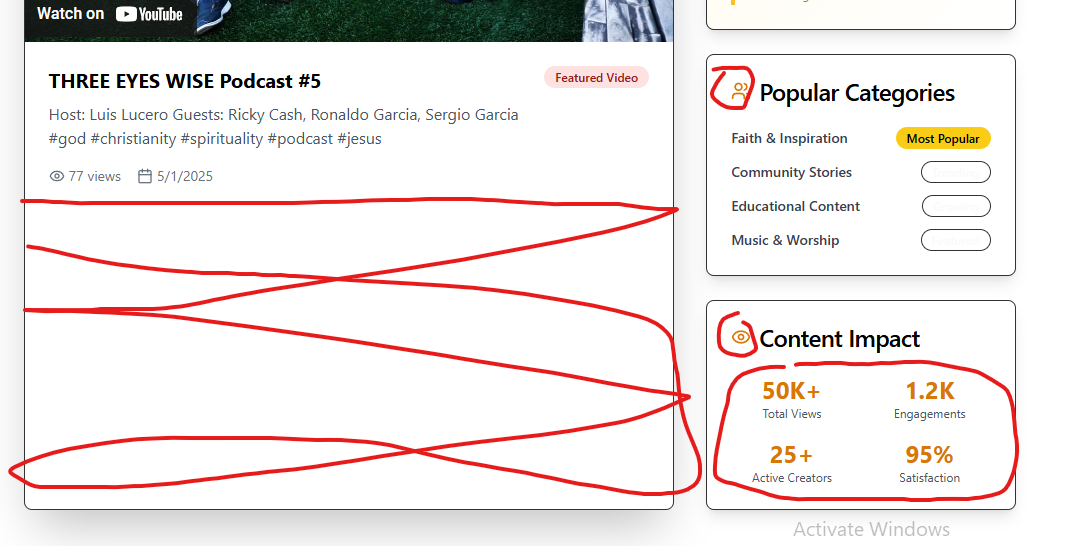 Watch on YouTube
THREE EYES WISE Podcast #5
Featured Video
Host: Luis Lucero Guests: Ricky Cash, Ronaldo Garcia, Sergio Garcia
#god #christianity #spirituality #podcast #jesus
77 views 5/1/2025
Popular Categories
Faith & Inspiration
Most Popular
Community Stories
Educational Content
Music & Worship
Content Impact
50K+
Total Views
1.2K
Engagements
25+
Active Creators
95%
Satisfaction
Activate Windows